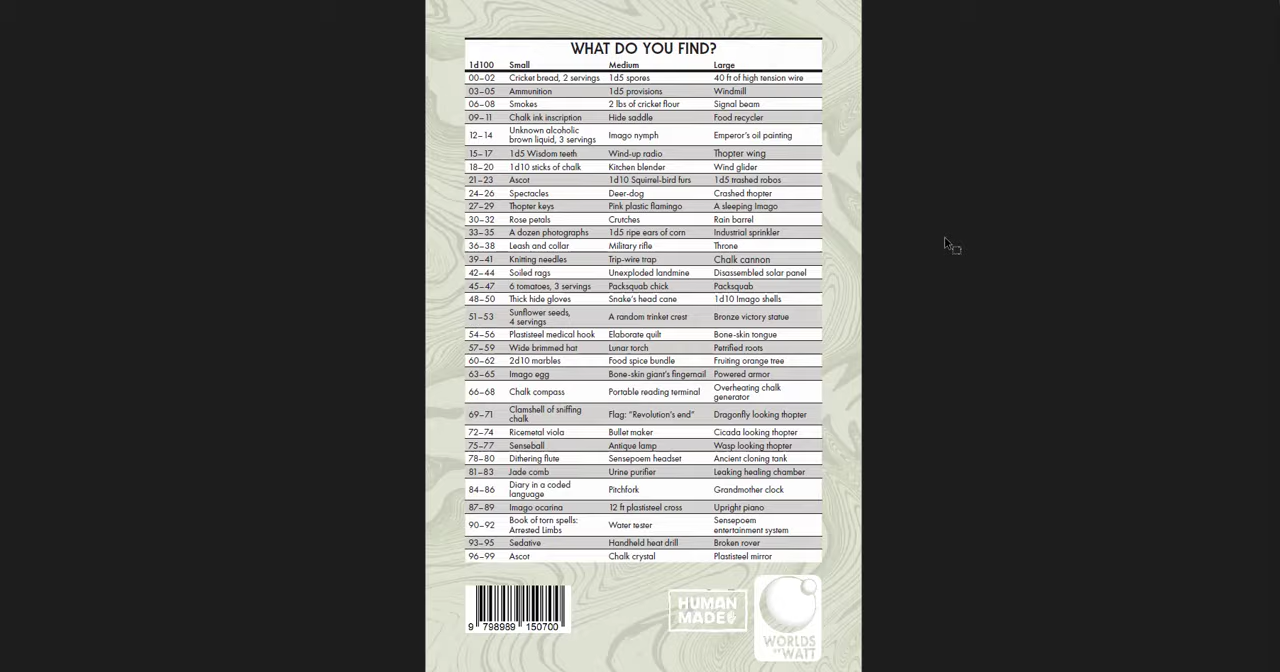 WHAT DO YOU FIND?
1d100 Small Medium Large
00–02 Cricket bread, 2 servings 1d5 spores 40 ft of high tension wire
03–05 Ammunition 1d5 provisions Windmill
06–08 Smokes 2 lbs of cricket flour Signal beam
09–11 Chalk ink inscription Hide saddle Food recycler
12–14 Unknown alcoholic brown liquid, 3 servings Imago nymph Emperor's oil painting
15–17 1d5 Wisdom teeth Wind-up radio Thopter wing
18–20 1d10 sticks of chalk Kitchen blender Wind glider
21–23 Ascot 1d10 Squirrel-bird furs 1d5 trashed robos
24–26 Spectacles Deer-dog Crashed thopter
27–29 Thopter keys Pink plastic flamingo A sleeping Imago
30–32 Rose petals Crutches Rain barrel
33–35 A dozen photographs 1d5 ripe ears of corn Industrial sprinkler
36–38 Leash and collar Military rifle Throne
39–41 Knitting needles Trip-wire trap Chalk cannon
42–44 Soiled rags Unexploded landmine Disassembled solar panel
45–47 6 tomatoes, 3 servings Packsquab chick Packsquab
48–50 Thick hide gloves Snake's head cane 1d10 Imago shells
51–53 Sunflower seeds, 4 servings A random trinket crest Bronze victory statue
54–56 Plastisteel medical hook Elaborate quilt Bone-skin tongue
57–59 Wide brimmed hat Lunar torch Petrified roots
60–62 2d10 marbles Food spice bundle Fruiting orange tree
63–65 Imago egg Bone-skin giant's fingernail Powered armor
66–68 Chalk compass Portable reading terminal Overheating chalk generator
69–71 Clamshell of sniffing chalk Flag: "Revolution's end" Dragonfly looking thopter
72–74 Ricemetal viola Bullet maker Cicada looking thopter
75–77 Senseball Antique lamp Wasp looking thopter
78–80 Dithering flute Sensepoem headset Ancient cloning tank
81–83 Jade comb Urine purifier Leaking healing chamber
84–86 Diary in a coded language Pitchfork Grandmother clock
87–89 Imago ocarina 12 ft plastisteel cross Upright piano
90–92 Book of torn spells: Arrested Limbs Water tester Sensepoem entertainment system
93–95 Sedative Handheld heat drill Broken rover
96–99 Ascot Chalk crystal Plastisteel mirror
9 798989 150700
HUMAN
MADE
WORLDS
BY WATT